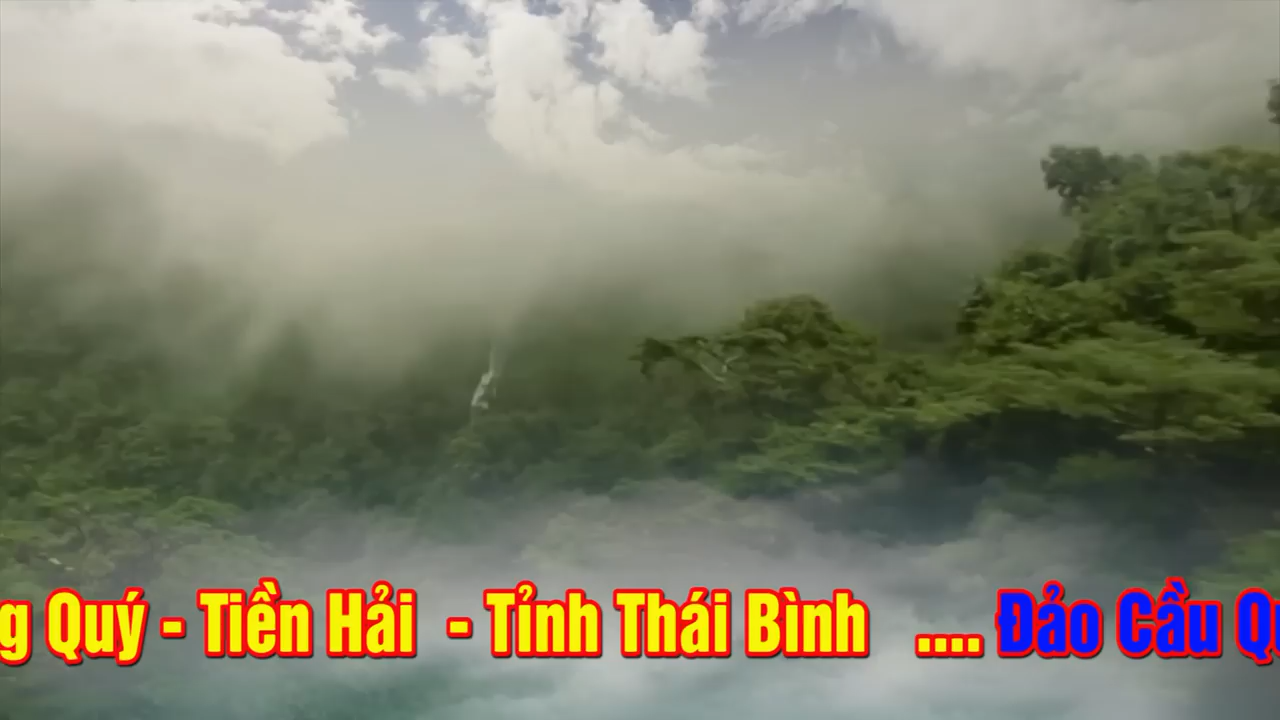 g Quý - Tiền Hải - Tỉnh Thái Bình .... Đảo Cầu